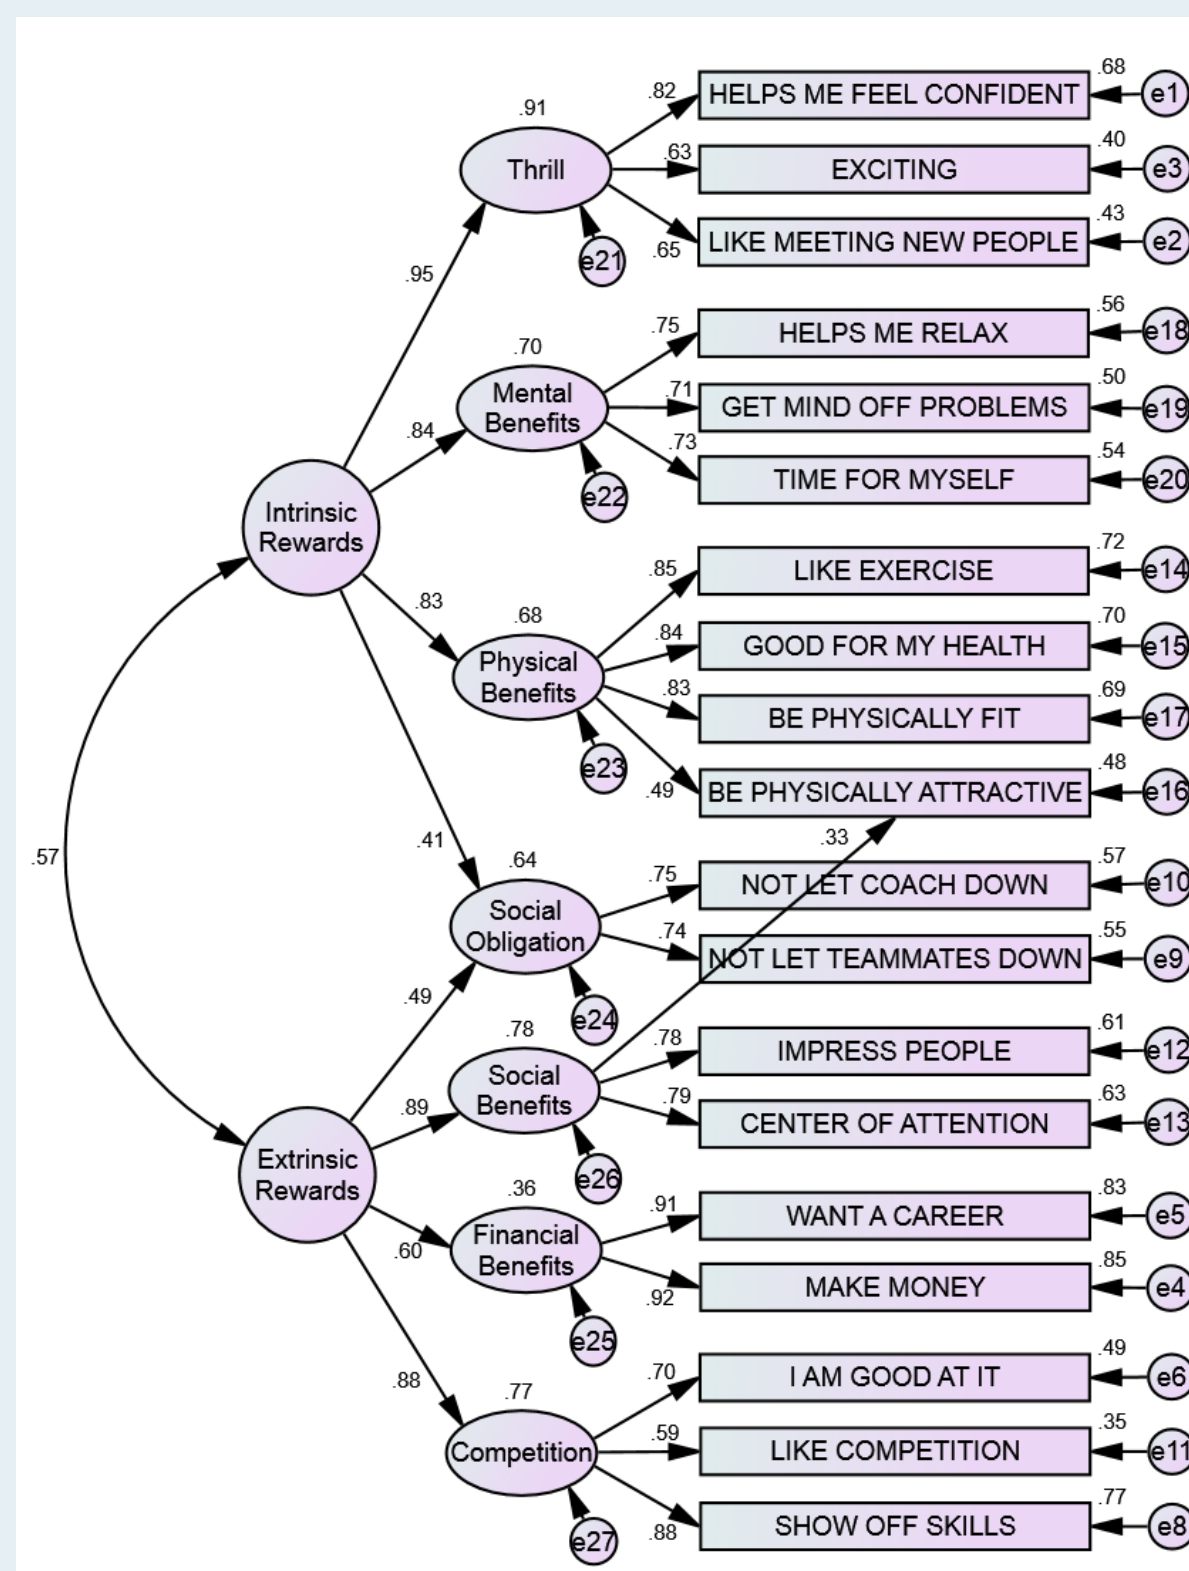 .68
.82
HELPS ME FEEL CONFIDENT
e1
.91
Thrill
.40
.63
EXCITING
e3
.43
.65
LIKE MEETING NEW PEOPLE
e2
e21
.95
.56
.75
HELPS ME RELAX
e18
.70
Mental
Benefits
.50
.71
GET MIND OFF PROBLEMS
e19
.84
.54
.73
TIME FOR MYSELF
e20
e22
Intrinsic
Rewards
.72
.85
LIKE EXERCISE
e14
.83
.68
Physical
Benefits
.70
.84
GOOD FOR MY HEALTH
e15
.69
.83
BE PHYSICALLY FIT
e17
.48
.49
BE PHYSICALLY ATTRACTIVE
e16
e23
.33
.57
.41
.64
Social
Obligation
.57
.75
NOT LET COACH DOWN
e10
.55
.74
NOT LET TEAMMATES DOWN
e9
e24
.49
.78
Social
Benefits
.61
.78
IMPRESS PEOPLE
e12
.63
.79
CENTER OF ATTENTION
e13
.89
e26
Extrinsic
Rewards
.36
Financial
Benefits
.83
.91
WANT A CAREER
e5
.60
.85
.92
MAKE MONEY
e4
e25
.88
.77
Competition
.49
.70
I AM GOOD AT IT
e6
.35
.59
LIKE COMPETITION
e11
.77
.88
SHOW OFF SKILLS
e8
e27